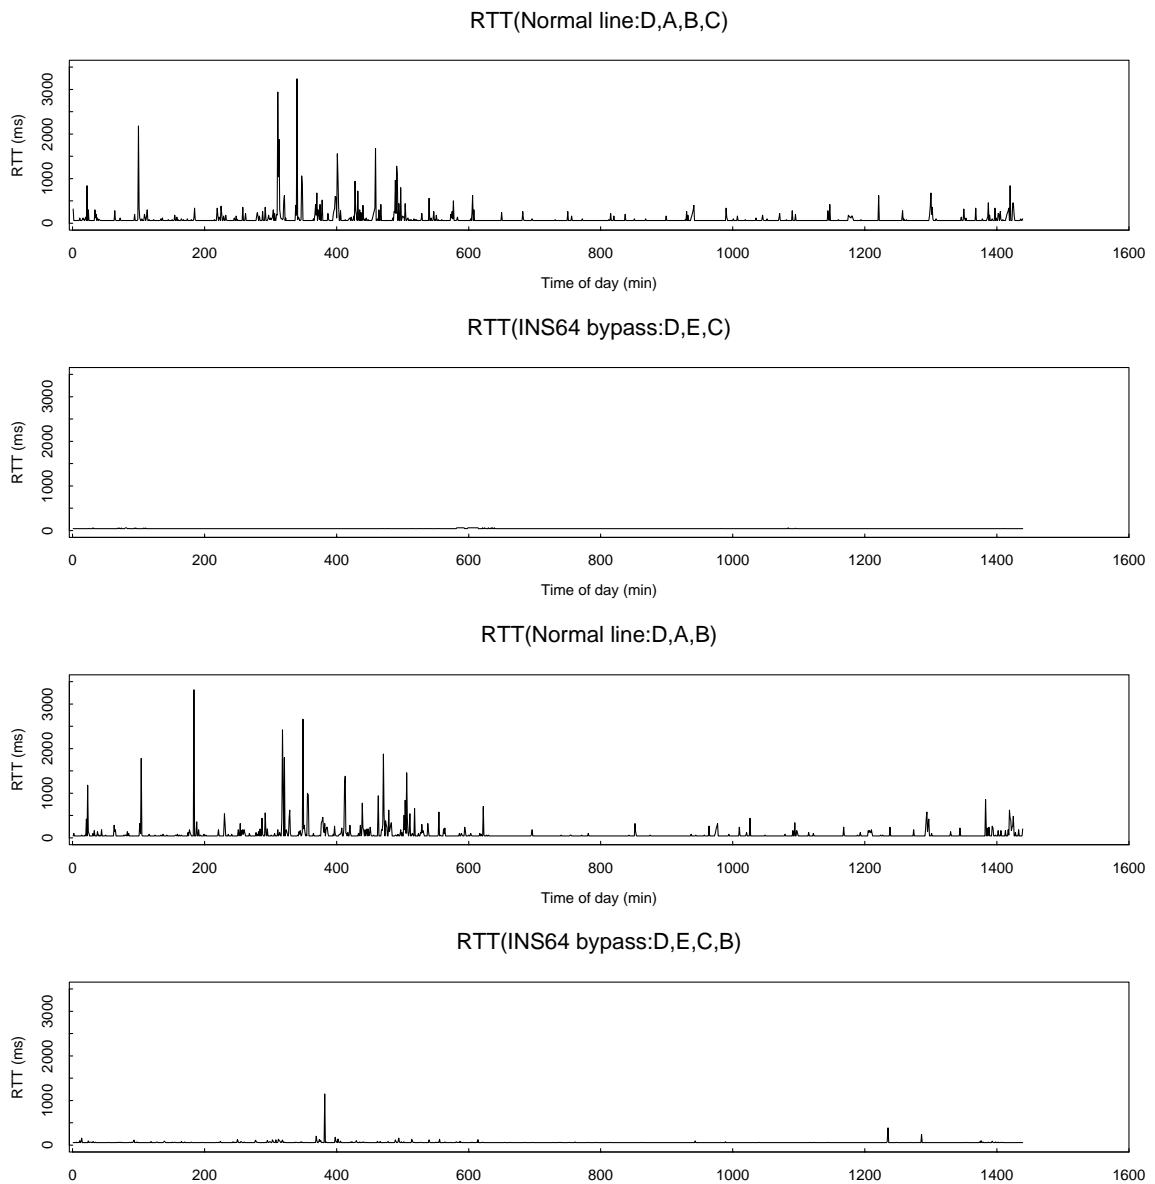 RTT(Normal line:D,A,B,C)
RTT (ms)
3000
2000
1000
0
0 200 400 600 800 1000 1200 1400 1600
Time of day (min)
RTT(INS64 bypass:D,E,C)
RTT (ms)
3000
2000
1000
0
0 200 400 600 800 1000 1200 1400 1600
Time of day (min)
RTT(Normal line:D,A,B)
RTT (ms)
3000
2000
1000
0
0 200 400 600 800 1000 1200 1400 1600
Time of day (min)
RTT(INS64 bypass:D,E,C,B)
RTT (ms)
3000
2000
1000
0
0 200 400 600 800 1000 1200 1400 1600